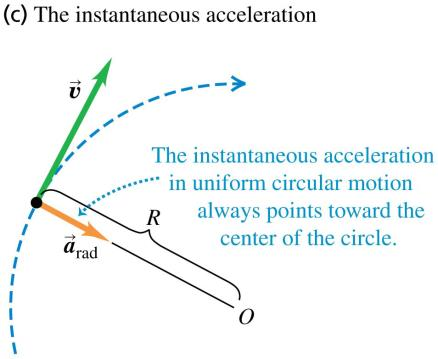 (c) The instantaneous acceleration
v⃗
The instantaneous acceleration
in uniform circular motion
always points toward the
center of the circle.
R
a⃗rad
O